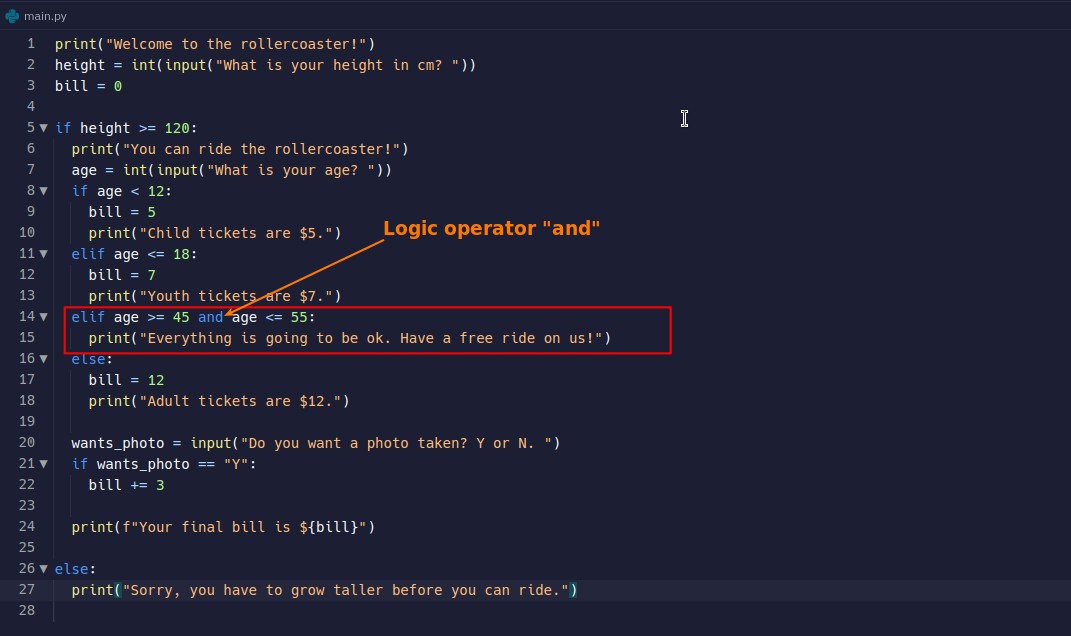 main.py
1 print("Welcome to the rollercoaster!")
2 height = int(input("What is your height in cm? "))
3 bill = 0
4
5 if height >= 120:
6   print("You can ride the rollercoaster!")
7   age = int(input("What is your age? "))
8   if age < 12:
9     bill = 5
10     print("Child tickets are $5.")
Logic operator "and"
11   elif age <= 18:
12     bill = 7
13     print("Youth tickets are $7.")
14   elif age >= 45 and age <= 55:
15     print("Everything is going to be ok. Have a free ride on us!")
16   else:
17     bill = 12
18     print("Adult tickets are $12.")
19
20   wants_photo = input("Do you want a photo taken? Y or N. ")
21   if wants_photo == "Y":
22     bill += 3
23
24   print(f"Your final bill is ${bill}")
25
26 else:
27   print("Sorry, you have to grow taller before you can ride.")
28